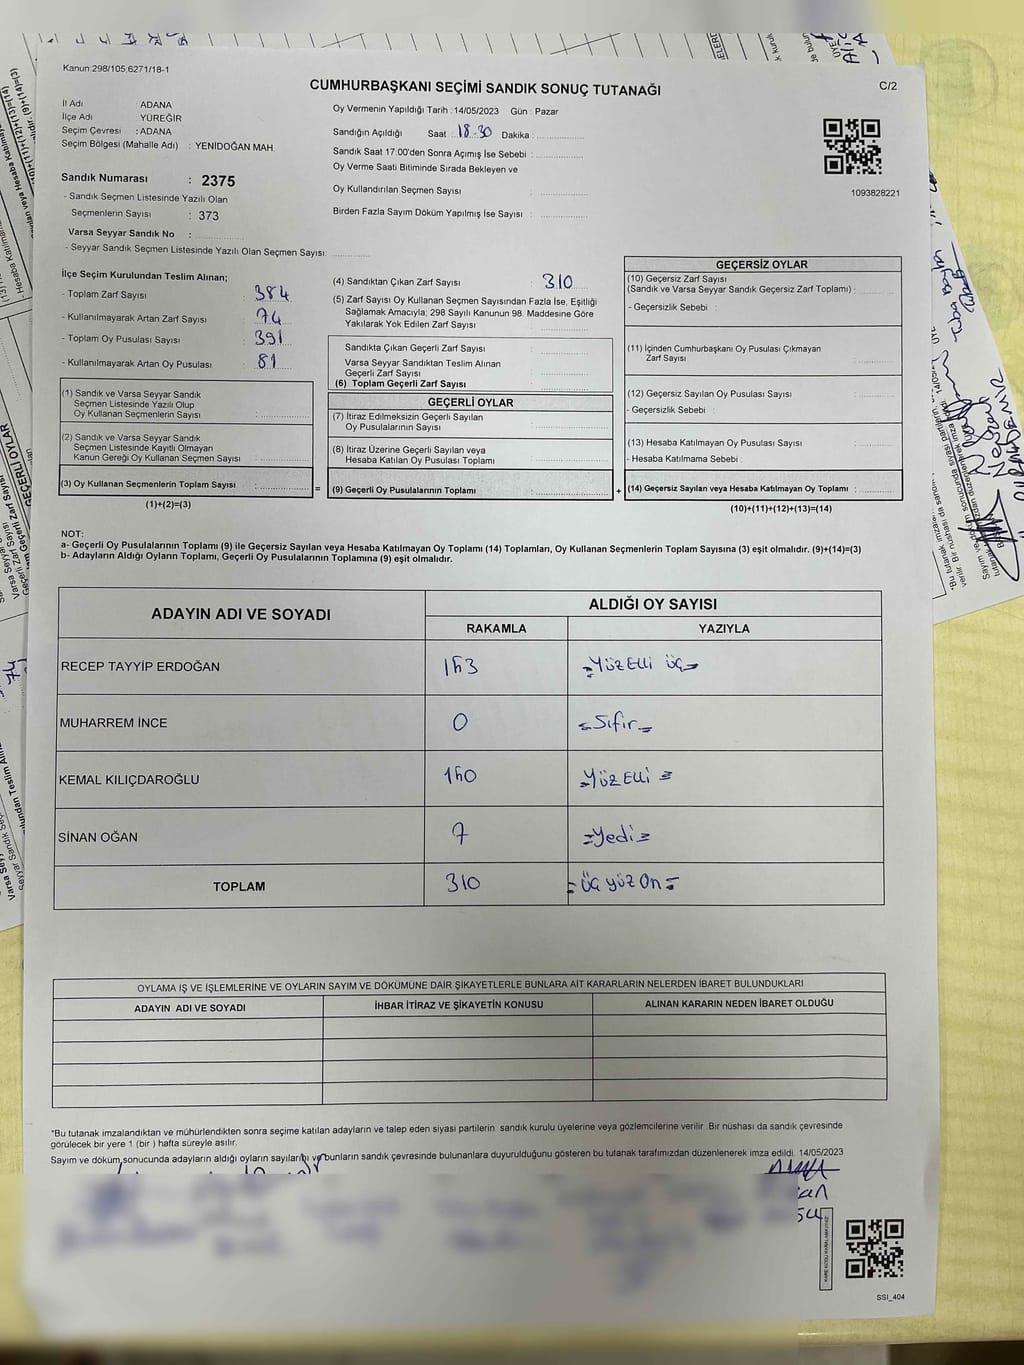 Kanun:298/105,6271/18-1
CUMHURBAŞKANI SEÇİMİ SANDIK SONUÇ TUTANAĞI
C/2
İl Adı : ADANA
İlçe Adı : YÜREĞİR
Seçim Çevresi : ADANA
Seçim Bölgesi (Mahalle Adı) : YENİDOĞAN MAH.
Oy Vermenin Yapıldığı Tarih : 14/05/2023 Gün : Pazar
Sandığın Açıldığı Saat : 18.30 Dakika :
Sandık Saat 17:00'den Sonra Açımış İse Sebebi :
Oy Verme Saati Bitiminde Sırada Bekleyen ve
Oy Kullandırılan Seçmen Sayısı :
Birden Fazla Sayım Döküm Yapılmış İse Sayısı :
1093828221
Sandık Numarası : 2375
- Sandık Seçmen Listesinde Yazılı Olan
Seçmenlerin Sayısı : 373
Varsa Seyyar Sandık No :
- Seyyar Sandık Seçmen Listesinde Yazılı Olan Seçmen Sayısı:
İlçe Seçim Kurulundan Teslim Alınan;
- Toplam Zarf Sayısı : 384
- Kullanılmayarak Artan Zarf Sayısı : 74
- Toplam Oy Pusulası Sayısı : 391
- Kullanılmayarak Artan Oy Pusulası : 81
(1) Sandık ve Varsa Seyyar Sandık
Seçmen Listesinde Yazılı Olup
Oy Kullanan Seçmenlerin Sayısı :
(2) Sandık ve Varsa Seyyar Sandık
Seçmen Listesinde Kayıtlı Olmayan
Kanun Gereği Oy Kullanan Seçmen Sayısı :
(3) Oy Kullanan Seçmenlerin Toplam Sayısı :
(1)+(2)=(3)
(4) Sandıktan Çıkan Zarf Sayısı : 310
(5) Zarf Sayısı Oy Kullanan Seçmen Sayısından Fazla İse, Eşitliği
Sağlamak Amacıyla; 298 Sayılı Kanunun 98. Maddesine Göre
Yakılarak Yok Edilen Zarf Sayısı :
Sandıkta Çıkan Geçerli Zarf Sayısı :
Varsa Seyyar Sandıktan Teslim Alınan
Geçerli Zarf Sayısı :
(6) Toplam Geçerli Zarf Sayısı :
GEÇERLİ OYLAR
(7) İtiraz Edilmeksizin Geçerli Sayılan
Oy Pusulalarının Sayısı :
(8) İtiraz Üzerine Geçerli Sayılan veya
Hesaba Katılan Oy Pusulası Toplamı :
= (9) Geçerli Oy Pusulalarının Toplamı :
GEÇERSİZ OYLAR
(10) Geçersiz Zarf Sayısı
(Sandık ve Varsa Seyyar Sandık Geçersiz Zarf Toplamı) :
- Geçersizlik Sebebi :
(11) İçinden Cumhurbaşkanı Oy Pusulası Çıkmayan
Zarf Sayısı :
(12) Geçersiz Sayılan Oy Pusulası Sayısı :
- Geçersizlik Sebebi :
(13) Hesaba Katılmayan Oy Pusulası Sayısı :
- Hesaba Katılmama Sebebi :
+ (14) Geçersiz Sayılan veya Hesaba Katılmayan Oy Toplamı :
(10)+(11)+(12)+(13)=(14)
NOT:
a- Geçerli Oy Pusulalarının Toplamı (9) ile Geçersiz Sayılan veya Hesaba Katılmayan Oy Toplamı (14) Toplamları, Oy Kullanan Seçmenlerin Toplam Sayısına (3) eşit olmalıdır. (9)+(14)=(3)
b- Adayların Aldığı Oyların Toplamı, Geçerli Oy Pusulalarının Toplamına (9) eşit olmalıdır.
ADAYIN ADI VE SOYADI
ALDIĞI OY SAYISI
RAKAMLA YAZIYLA
RECEP TAYYİP ERDOĞAN 153 =Yüz Elli üç=
MUHARREM İNCE 0 =Sıfır=
KEMAL KILIÇDAROĞLU 150 =Yüz Elli=
SİNAN OĞAN 7 =Yedi=
TOPLAM 310 =Üç yüz On=
OYLAMA İŞ VE İŞLEMLERİNE VE OYLARIN SAYIM VE DÖKÜMÜNE DAİR ŞİKAYETLERLE BUNLARA AİT KARARLARIN NELERDEN İBARET BULUNDUKLARI
ADAYIN ADI VE SOYADI İHBAR İTİRAZ VE ŞİKAYETİN KONUSU ALINAN KARARIN NEDEN İBARET OLDUĞU
*Bu tutanak imzalandıktan ve mühürlendikten sonra seçime katılan adayların ve talep eden siyasi partilerin sandık kurulu üyelerine veya gözlemcilerine verilir. Bir nüshası da sandık çevresinde
görülecek bir yere 1 (bir ) hafta süreyle asılır.
Sayım ve döküm sonucunda adayların aldığı oyların sayılarını ve bunların sandık çevresinde bulunanlara duyurulduğunu gösteren bu tutanak tarafımızdan düzenlenerek imza edildi. 14/05/2023
SSI_404